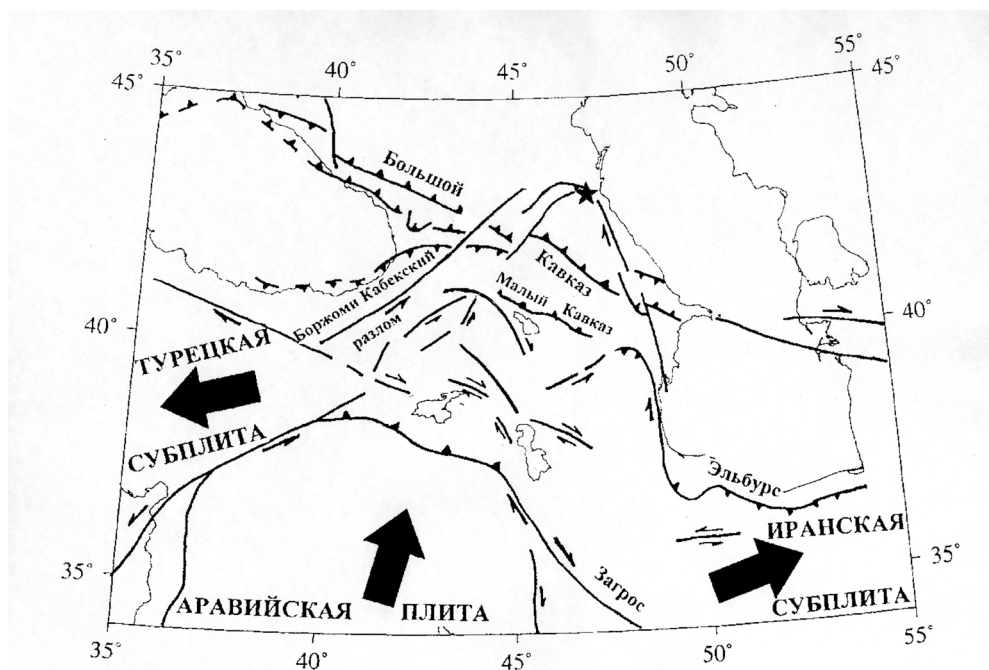 35°
40°
45°
50°
55°
45°
45°
Большой
Кавказ
Боржоми Кабекский
разлом
Малый Кавказ
40°
40°
ТУРЕЦКАЯ
СУБПЛИТА
Эльбурс
ИРАНСКАЯ
СУБПЛИТА
35°
35°
Загрос
АРАВИЙСКАЯ ПЛИТА
35°
40°
45°
50°
55°